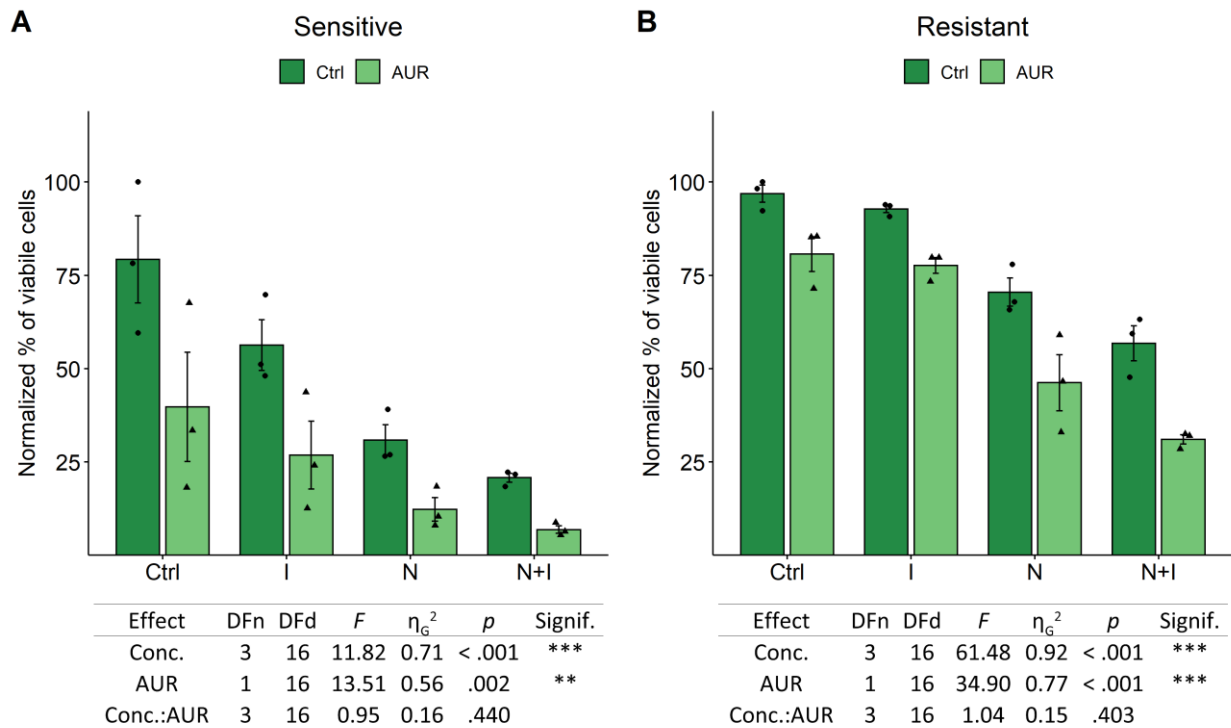 A
Sensitive
Ctrl AUR
Normalized % of viabile cells
100
75
50
25
Ctrl I N N+I
Effect DFn DFd F ηG² p Signif.
Conc. 3 16 11.82 0.71 < .001 ***
AUR 1 16 13.51 0.56 .002 **
Conc.:AUR 3 16 0.95 0.16 .440
B
Resistant
Ctrl AUR
Normalized % of viabile cells
100
75
50
25
Ctrl I N N+I
Effect DFn DFd F ηG² p Signif.
Conc. 3 16 61.48 0.92 < .001 ***
AUR 1 16 34.90 0.77 < .001 ***
Conc.:AUR 3 16 1.04 0.15 .403